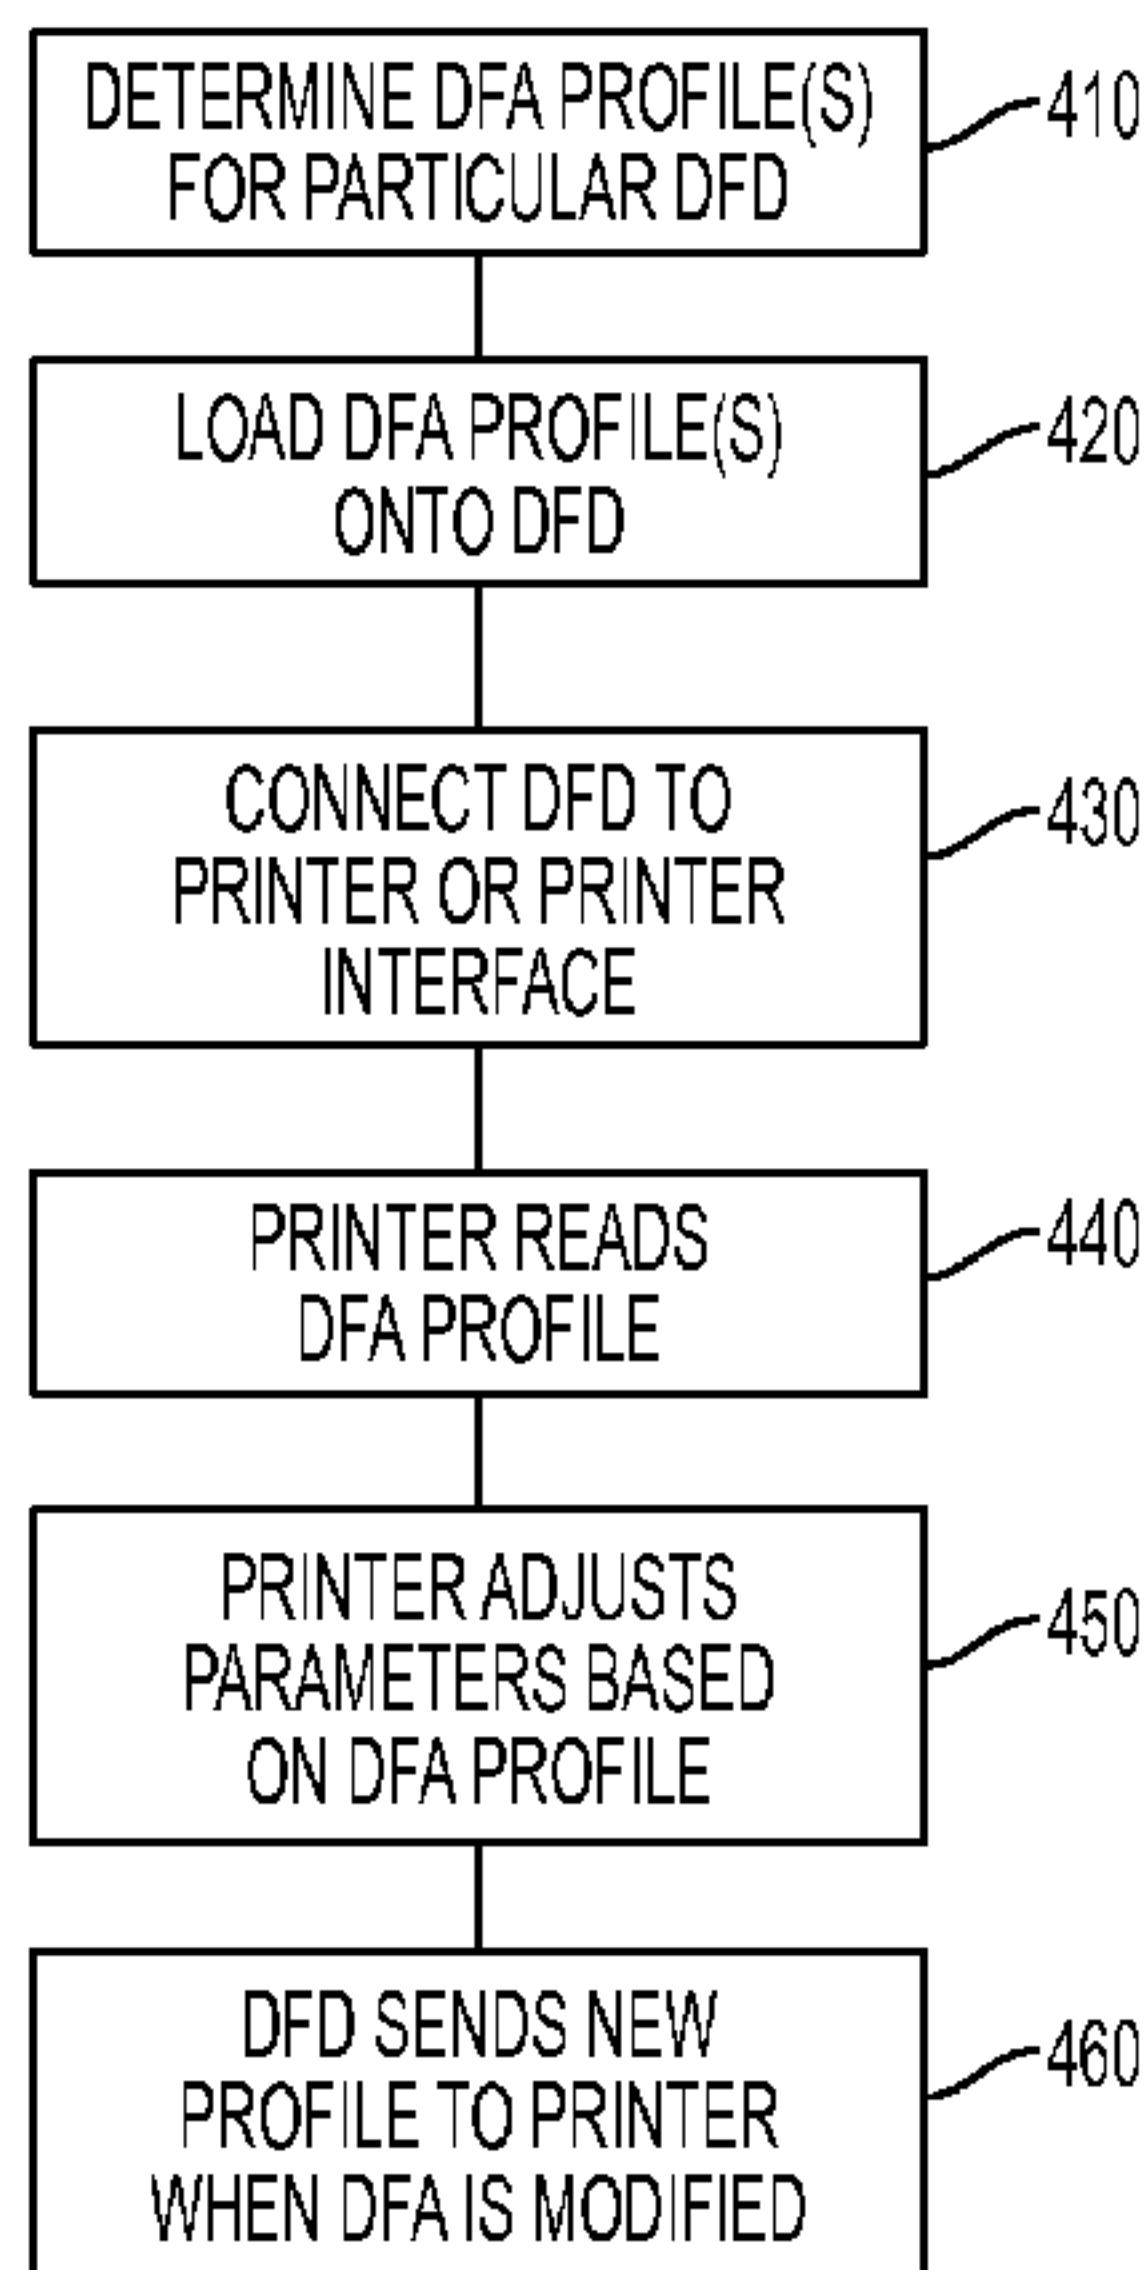 DETERMINE DFA PROFILE(S)
FOR PARTICULAR DFD
410
LOAD DFA PROFILE(S)
ONTO DFD
420
CONNECT DFD TO
PRINTER OR PRINTER
INTERFACE
430
PRINTER READS
DFA PROFILE
440
PRINTER ADJUSTS
PARAMETERS BASED
ON DFA PROFILE
450
DFD SENDS NEW
PROFILE TO PRINTER
WHEN DFA IS MODIFIED
460